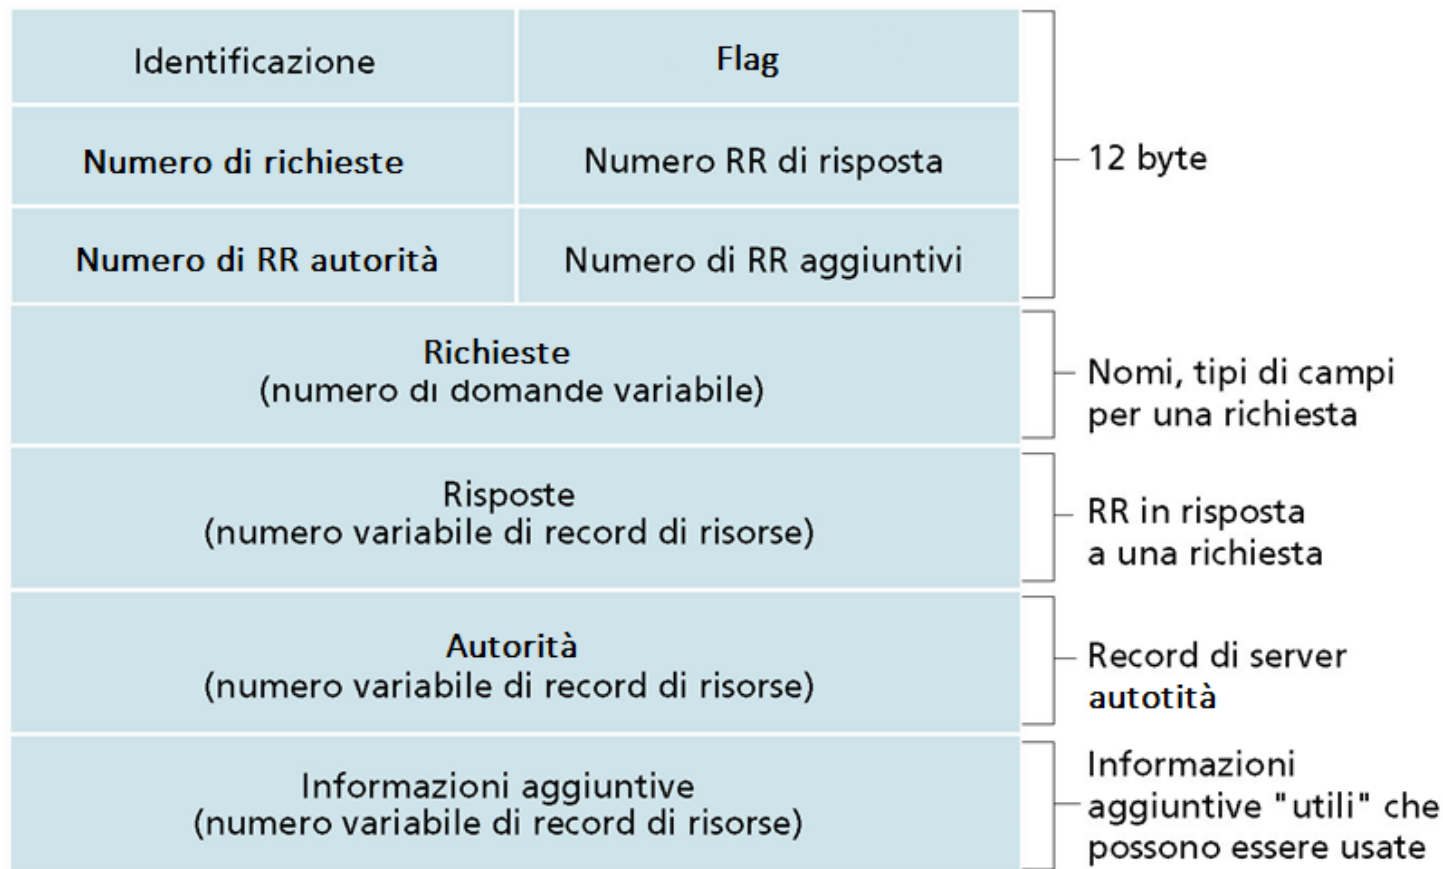 Identificazione
Flag
Numero di richieste
Numero RR di risposta
12 byte
Numero di RR autorità
Numero di RR aggiuntivi
Richieste
(numero di domande variabile)
Nomi, tipi di campi
per una richiesta
Risposte
(numero variabile di record di risorse)
RR in risposta
a una richiesta
Autorità
(numero variabile di record di risorse)
Record di server
autotità
Informazioni aggiuntive
(numero variabile di record di risorse)
Informazioni
aggiuntive "utili" che
possono essere usate